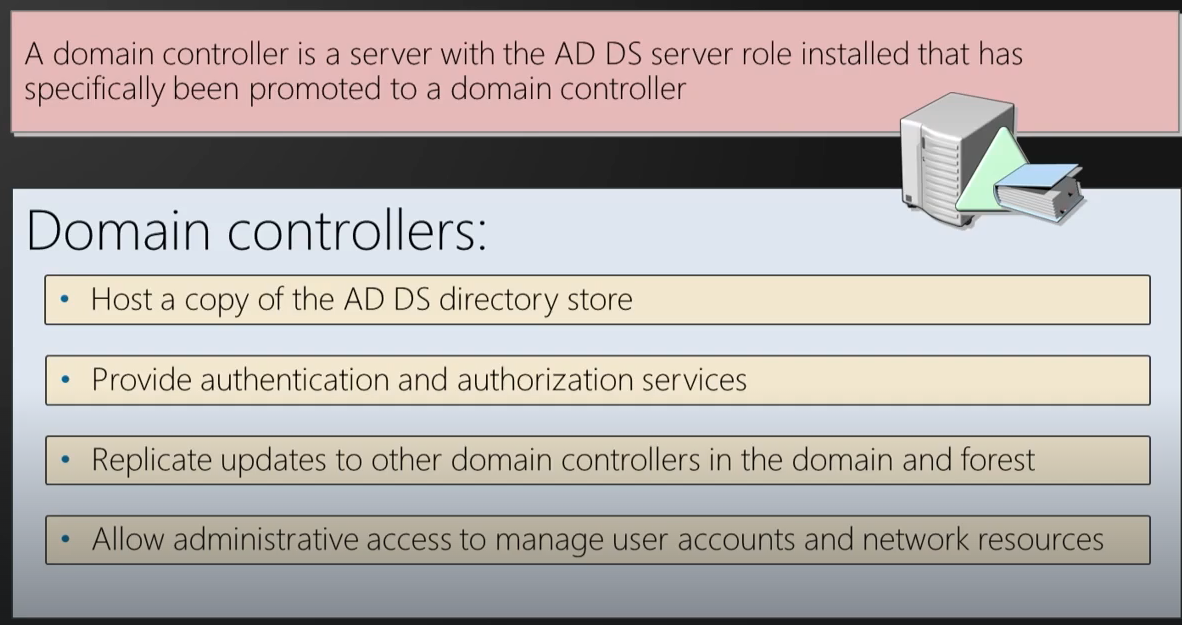 A domain controller is a server with the AD DS server role installed that has
specifically been promoted to a domain controller
Domain controllers:
• Host a copy of the AD DS directory store
• Provide authentication and authorization services
• Replicate updates to other domain controllers in the domain and forest
• Allow administrative access to manage user accounts and network resources